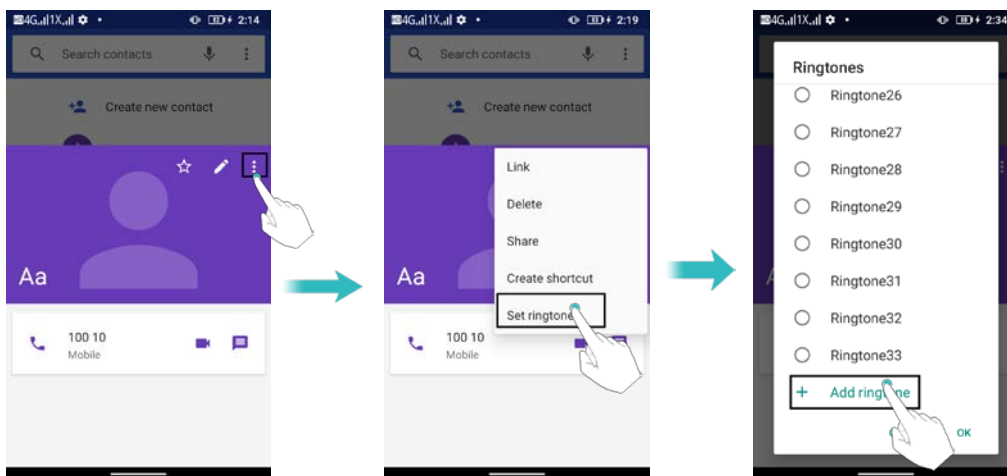 4G 1X 2:14
Search contacts
Create new contact
Aa
100 10
Mobile
4G 1X 2:19
Search contacts
Create new contact
Link
Delete
Share
Create shortcut
Set ringtone
Aa
100 10
Mobile
4G 1X 2:34
Ringtones
Ringtone26
Ringtone27
Ringtone28
Ringtone29
Ringtone30
Ringtone31
Ringtone32
Ringtone33
+ Add ringtone
OK